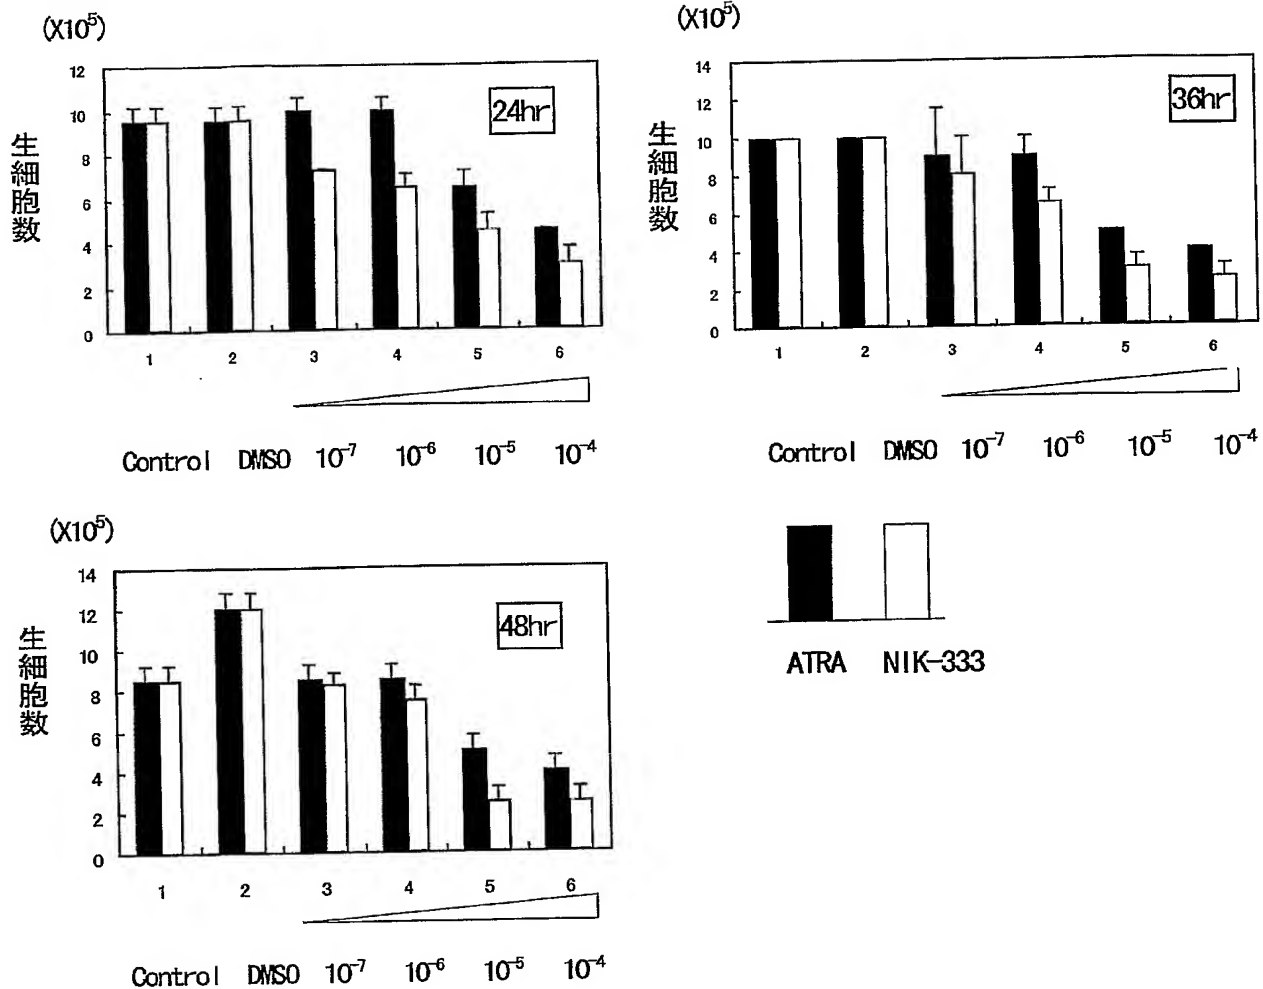 (X10⁵)
12
10
8
6
4
2
0
生細胞数
24hr
1 2 3 4 5 6
Control DMSO 10⁻⁷ 10⁻⁶ 10⁻⁵ 10⁻⁴
(X10⁵)
14
12
10
8
6
4
2
0
生細胞数
36hr
1 2 3 4 5 6
Control DMSO 10⁻⁷ 10⁻⁶ 10⁻⁵ 10⁻⁴
(X10⁵)
14
12
10
8
6
4
2
0
生細胞数
48hr
1 2 3 4 5 6
Control DMSO 10⁻⁷ 10⁻⁶ 10⁻⁵ 10⁻⁴
ATRA NIK-333